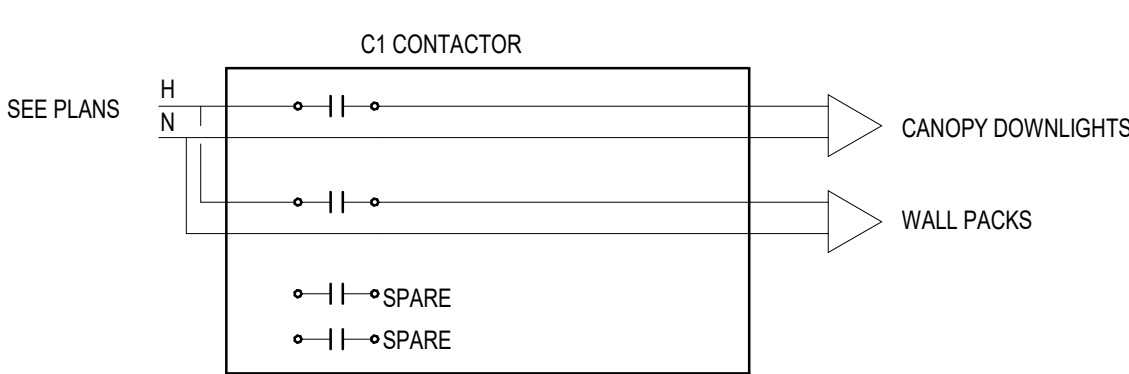 C1 CONTACTOR
SEE PLANS
H
N
CANOPY DOWNLIGHTS
WALL PACKS
SPARE
SPARE